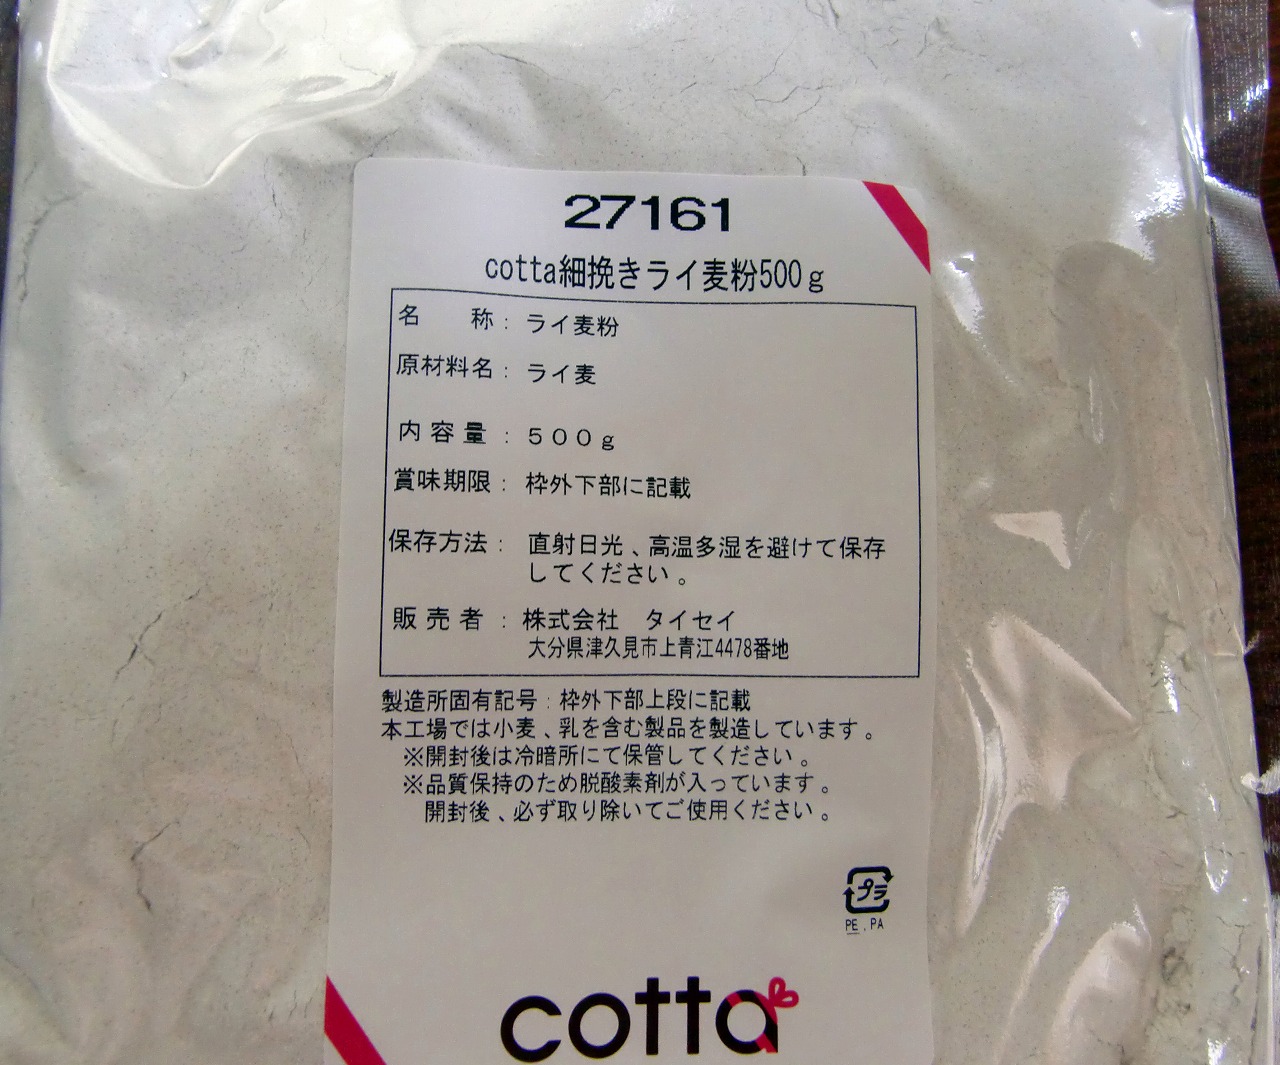 27161
cotta細挽きライ麦粉500g
名　　称： ライ麦粉
原材料名： ライ麦
内容量： ５００ｇ
賞味期限： 枠外下部に記載
保存方法： 直射日光、高温多湿を避けて保存
してください。
販売者： 株式会社　タイセイ
大分県津久見市上青江4478番地
製造所固有記号：枠外下部上段に記載
本工場では小麦、乳を含む製品を製造しています。
※開封後は冷暗所にて保管してください。
※品質保持のため脱酸素剤が入っています。
開封後、必ず取り除いてご使用ください。
プラ
PE,PA
cotta